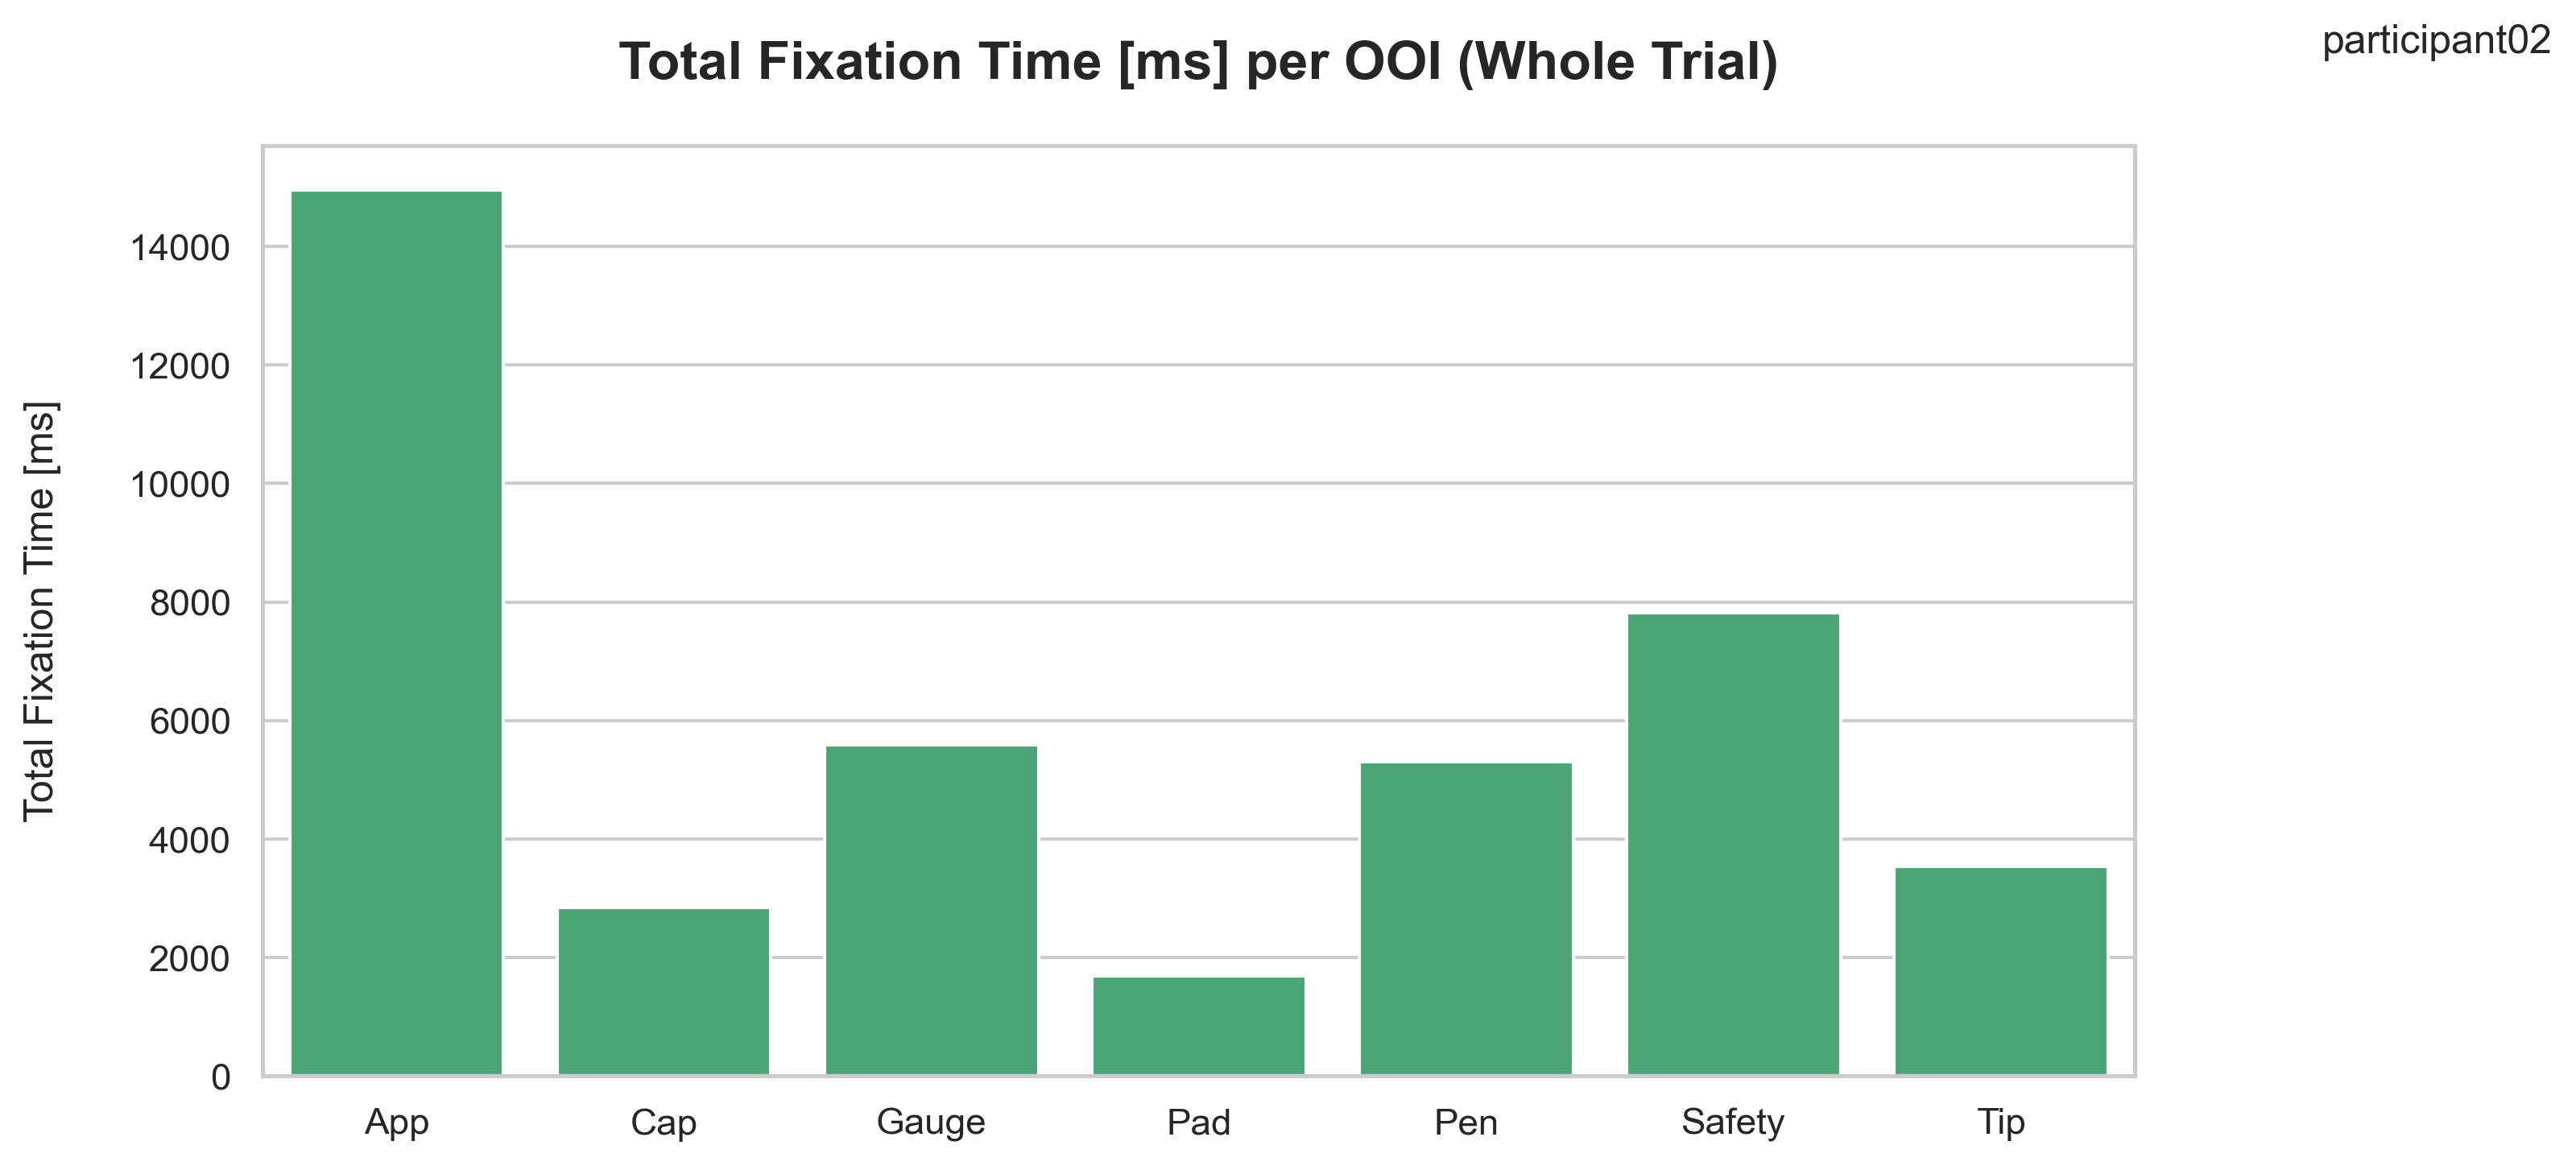 participant02
Total Fixation Time [ms] per OOI (Whole Trial)
Total Fixation Time [ms]
14000
12000
10000
8000
6000
4000
2000
0
App Cap Gauge Pad Pen Safety Tip